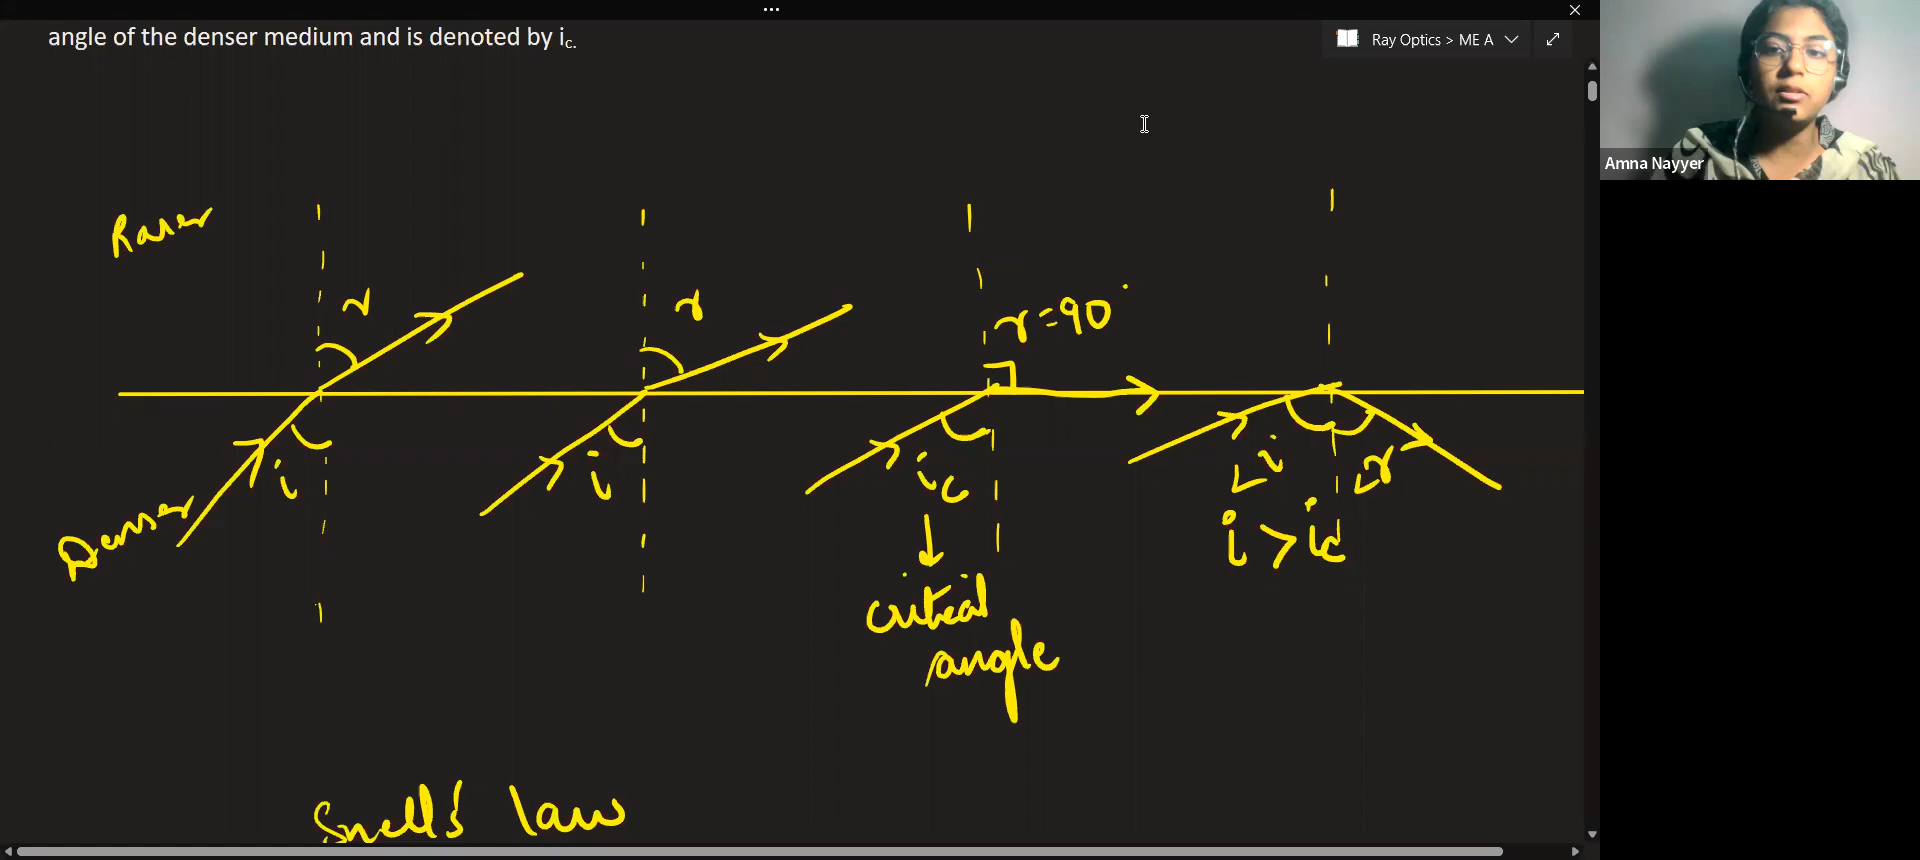 angle of the denser medium and is denoted by ic.
Ray Optics > ME A
Amna Nayyer
Rarer
r
r
r=90°
i
i
ic
∠i
∠r
Denser
i > ic
critical
angle
Snell's law